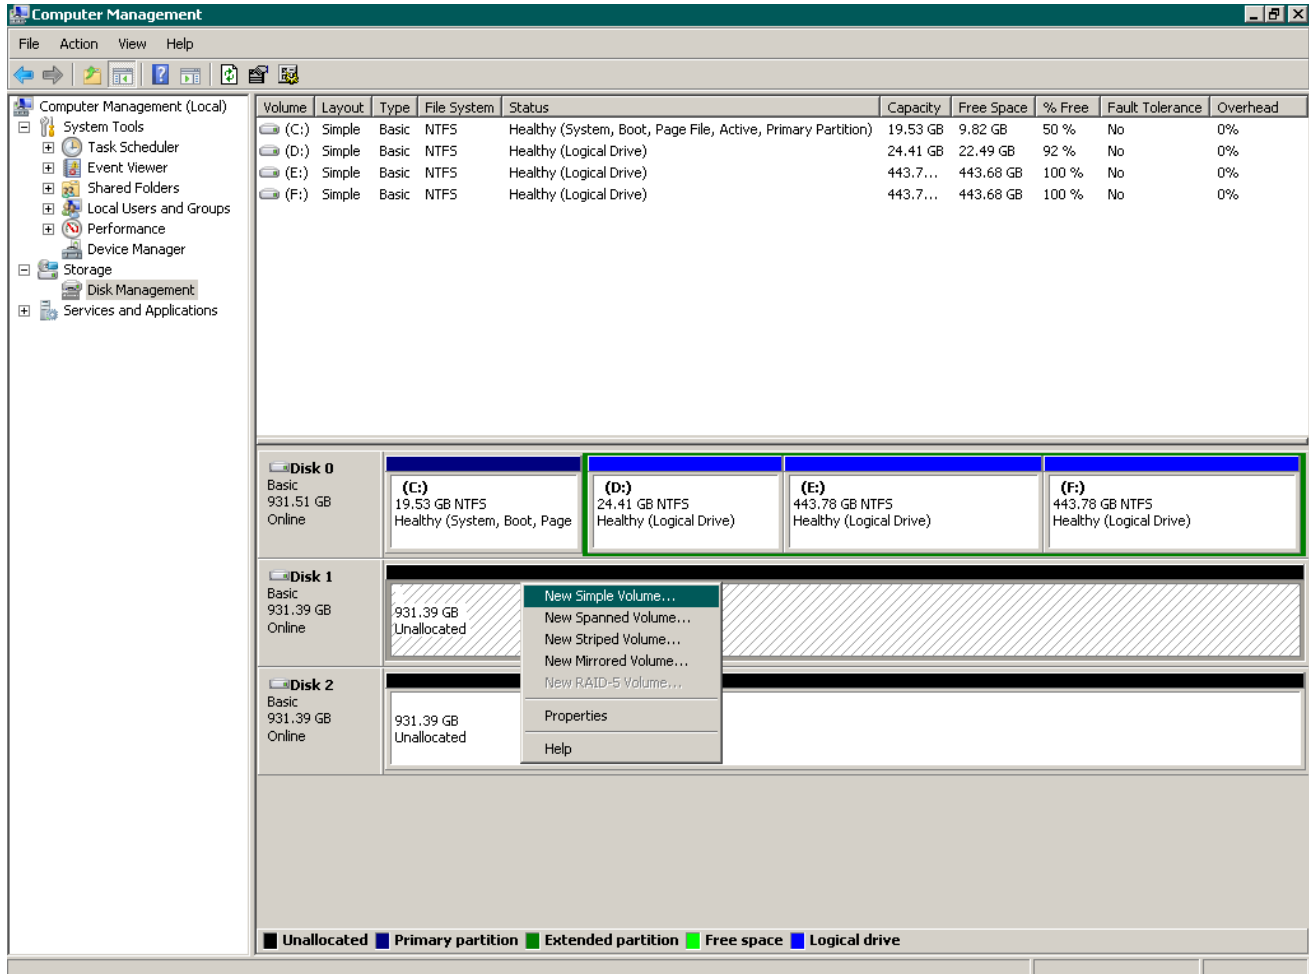 Computer Management
File Action View Help
Computer Management (Local)
System Tools
Task Scheduler
Event Viewer
Shared Folders
Local Users and Groups
Performance
Device Manager
Storage
Disk Management
Services and Applications
Volume Layout Type File System Status Capacity Free Space % Free Fault Tolerance Overhead
(C:) Simple Basic NTFS Healthy (System, Boot, Page File, Active, Primary Partition) 19.53 GB 9.82 GB 50 % No 0%
(D:) Simple Basic NTFS Healthy (Logical Drive) 24.41 GB 22.49 GB 92 % No 0%
(E:) Simple Basic NTFS Healthy (Logical Drive) 443.7... 443.68 GB 100 % No 0%
(F:) Simple Basic NTFS Healthy (Logical Drive) 443.7... 443.68 GB 100 % No 0%
Disk 0
Basic
931.51 GB
Online
(C:)
19.53 GB NTFS
Healthy (System, Boot, Page
(D:)
24.41 GB NTFS
Healthy (Logical Drive)
(E:)
443.78 GB NTFS
Healthy (Logical Drive)
(F:)
443.78 GB NTFS
Healthy (Logical Drive)
Disk 1
Basic
931.39 GB
Online
931.39 GB
Unallocated
New Simple Volume...
New Spanned Volume...
New Striped Volume...
New Mirrored Volume...
New RAID-5 Volume...
Properties
Help
Disk 2
Basic
931.39 GB
Online
931.39 GB
Unallocated
Unallocated Primary partition Extended partition Free space Logical drive